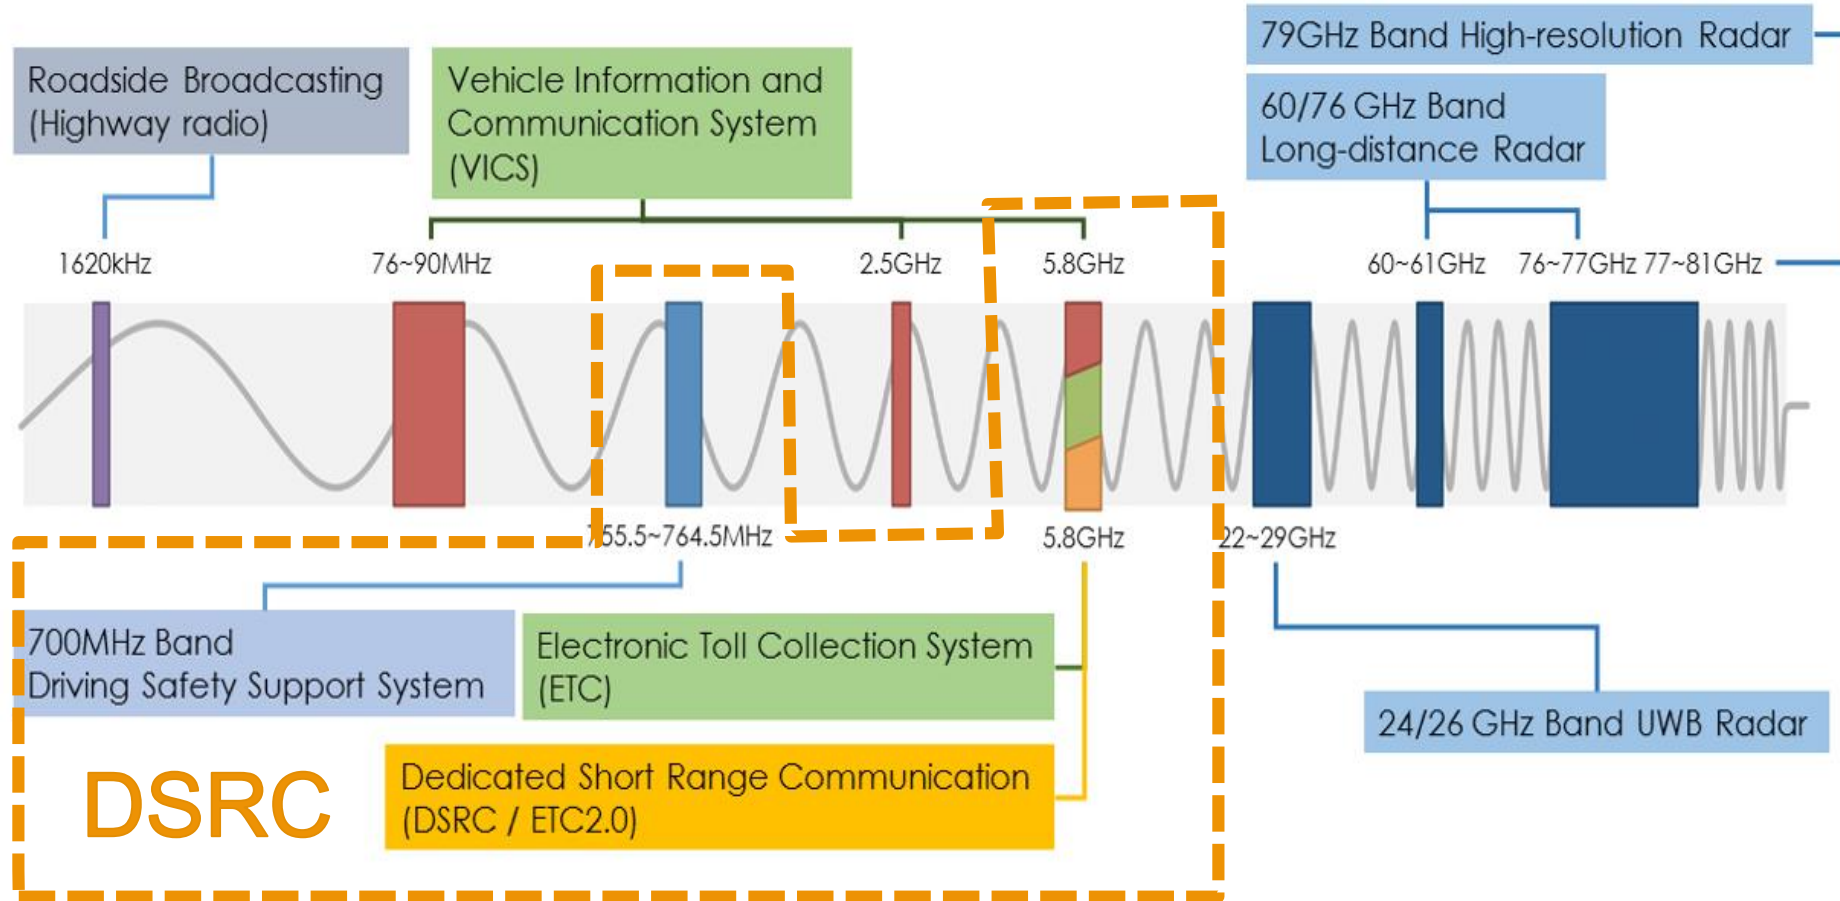 79GHz Band High-resolution Radar
Roadside Broadcasting
(Highway radio)
Vehicle Information and
Communication System
(VICS)
60/76 GHz Band
Long-distance Radar
1620kHz
76~90MHz
2.5GHz
5.8GHz
60~61GHz
76~77GHz
77~81GHz
755.5~764.5MHz
5.8GHz
22~29GHz
700MHz Band
Driving Safety Support System
Electronic Toll Collection System
(ETC)
24/26 GHz Band UWB Radar
DSRC
Dedicated Short Range Communication
(DSRC / ETC2.0)